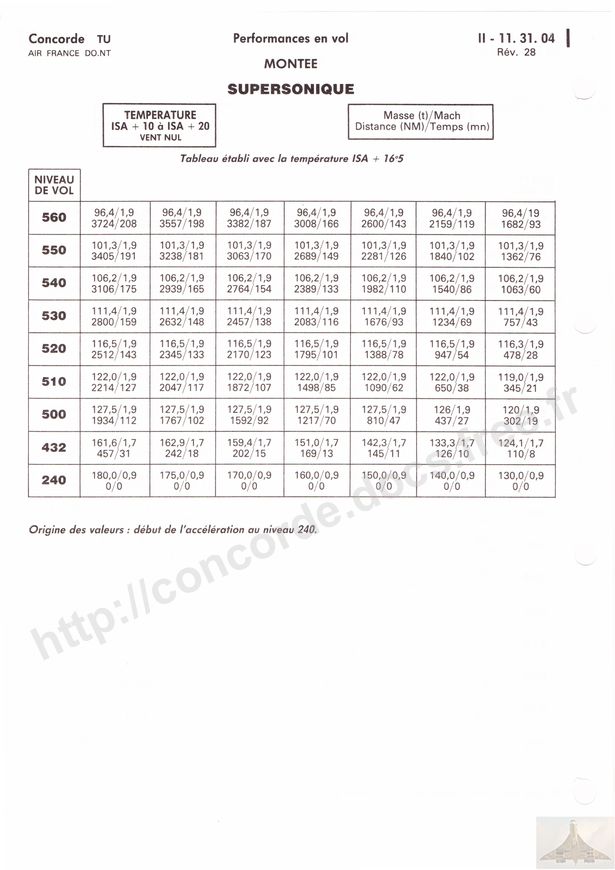 Concorde TU
AIR FRANCE DO.NT
Performances en vol
MONTEE
II - 11. 31. 04
Rév. 28
SUPERSONIQUE
TEMPERATURE
ISA + 10 à ISA + 20
VENT NUL
Masse (t)/Mach
Distance (NM)/Temps (mn)
Tableau établi avec la température ISA + 16°5
NIVEAU
DE VOL
560 96,4/1,9 96,4/1,9 96,4/1,9 96,4/1,9 96,4/1,9 96,4/1,9 96,4/19
3724/208 3557/198 3382/187 3008/166 2600/143 2159/119 1682/93
550 101,3/1,9 101,3/1,9 101,3/1,9 101,3/1,9 101,3/1,9 101,3/1,9 101,3/1,9
3405/191 3238/181 3063/170 2689/149 2281/126 1840/102 1362/76
540 106,2/1,9 106,2/1,9 106,2/1,9 106,2/1,9 106,2/1,9 106,2/1,9 106,2/1,9
3106/175 2939/165 2764/154 2389/133 1982/110 1540/86 1063/60
530 111,4/1,9 111,4/1,9 111,4/1,9 111,4/1,9 111,4/1,9 111,4/1,9 111,4/1,9
2800/159 2632/148 2457/138 2083/116 1676/93 1234/69 757/43
520 116,5/1,9 116,5/1,9 116,5/1,9 116,5/1,9 116,5/1,9 116,5/1,9 116,3/1,9
2512/143 2345/133 2170/123 1795/101 1388/78 947/54 478/28
510 122,0/1,9 122,0/1,9 122,0/1,9 122,0/1,9 122,0/1,9 122,0/1,9 119,0/1,9
2214/127 2047/117 1872/107 1498/85 1090/62 650/38 345/21
500 127,5/1,9 127,5/1,9 127,5/1,9 127,5/1,9 127,5/1,9 126/1,9 120/1,9
1934/112 1767/102 1592/92 1217/70 810/47 437/27 302/19
432 161,6/1,7 162,9/1,7 159,4/1,7 151,0/1,7 142,3/1,7 133,3/1,7 124,1/1,7
457/31 242/18 202/15 169/13 145/11 126/10 110/8
240 180,0/0,9 175,0/0,9 170,0/0,9 160,0/0,9 150,0/0,9 140,0/0,9 130,0/0,9
0/0 0/0 0/0 0/0 0/0 0/0 0/0
Origine des valeurs : début de l'accélération au niveau 240.
http://concorde.docs.free.fr